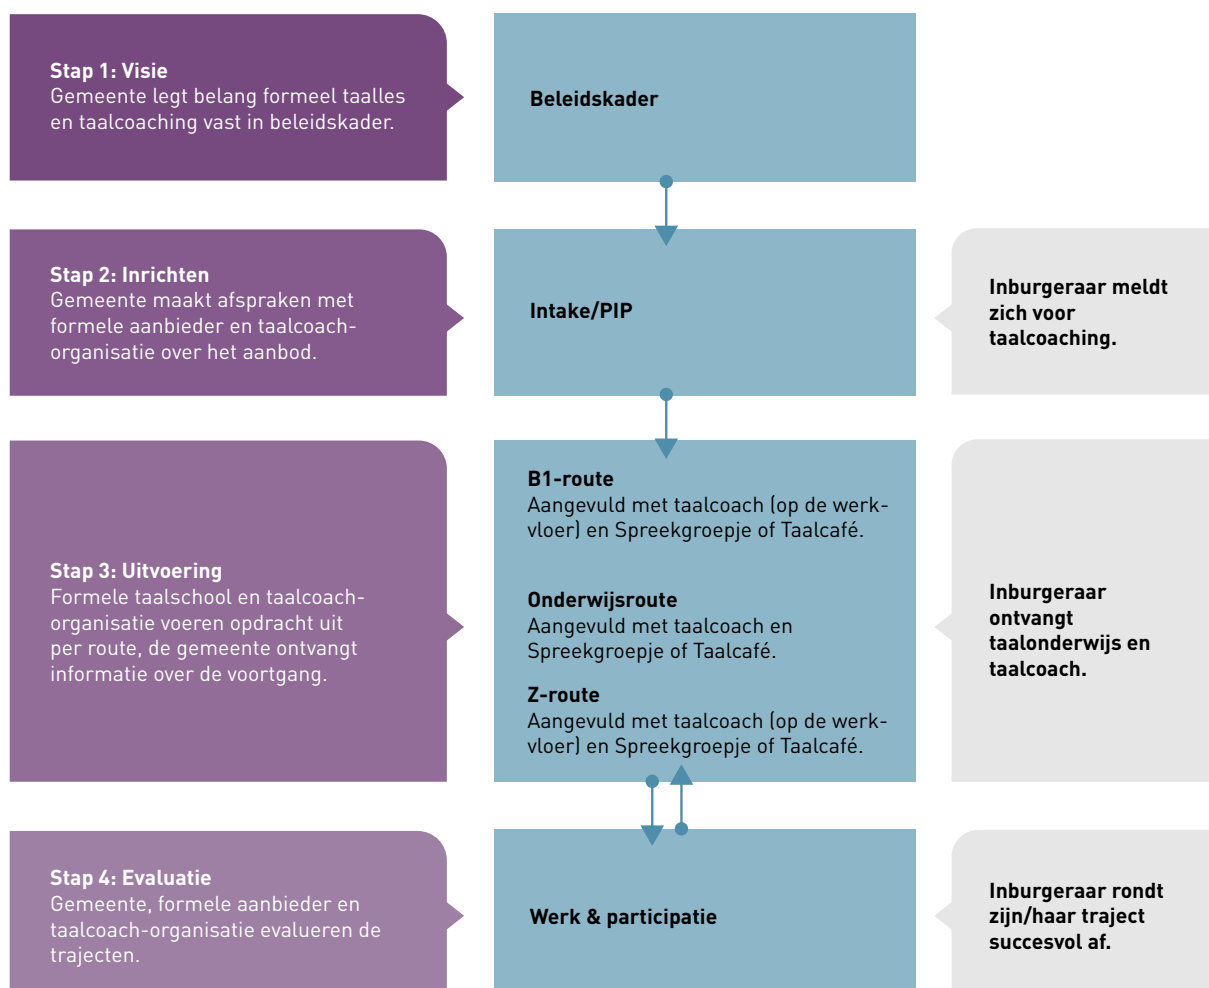 Stap 1: Visie
Gemeente legt belang formeel taalles
en taalcoaching vast in beleidskader.
Beleidskader
Stap 2: Inrichten
Gemeente maakt afspraken met
formele aanbieder en taalcoach-
organisatie over het aanbod.
Intake/PIP
Inburgeraar meldt
zich voor
taalcoaching.
Stap 3: Uitvoering
Formele taalschool en taalcoach-
organisatie voeren opdracht uit
per route, de gemeente ontvangt
informatie over de voortgang.
B1-route
Aangevuld met taalcoach (op de werk-
vloer) en Spreekgroepje of Taalcafé.
Onderwijsroute
Aangevuld met taalcoach en
Spreekgroepje of Taalcafé.
Z-route
Aangevuld met taalcoach (op de werk-
vloer) en Spreekgroepje of Taalcafé.
Inburgeraar
ontvangt
taalonderwijs en
taalcoach.
Stap 4: Evaluatie
Gemeente, formele aanbieder en
taalcoach-organisatie evalueren de
trajecten.
Werk & participatie
Inburgeraar rondt
zijn/haar traject
succesvol af.